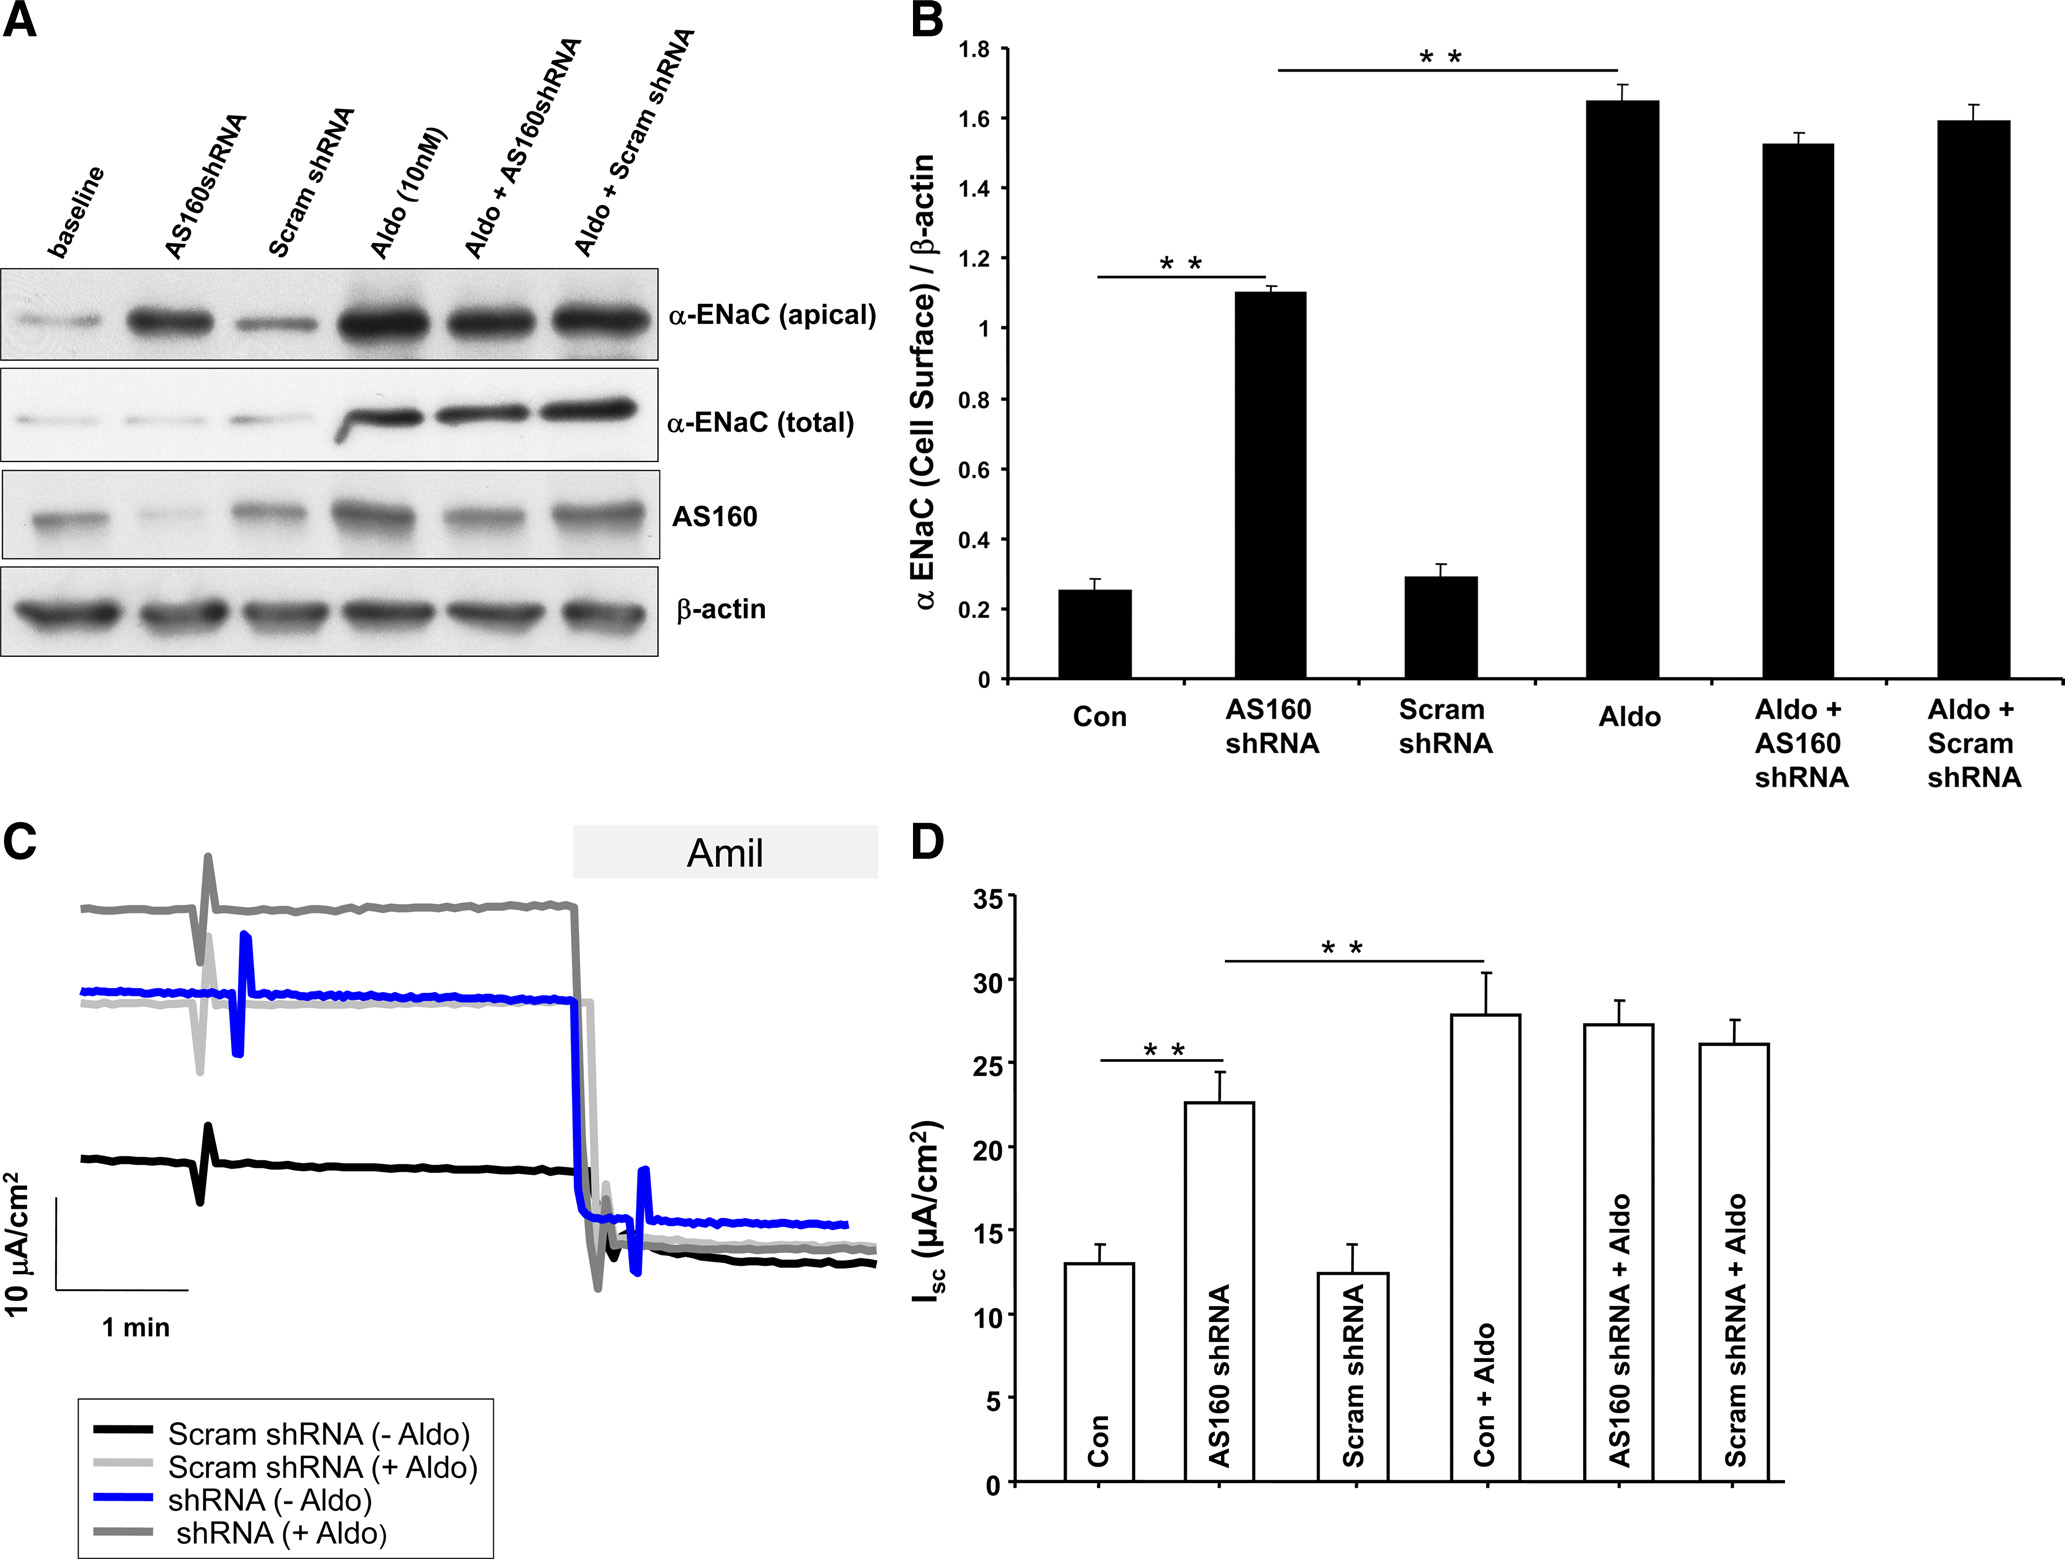 A
baseline
AS160shRNA
Scram shRNA
Aldo (10nM)
Aldo + AS160shRNA
Aldo + Scram shRNA
α-ENaC (apical)
α-ENaC (total)
AS160
β-actin
B
α ENaC (Cell Surface) / β-actin
1.8
1.6
1.4
1.2
1
0.8
0.6
0.4
0.2
0
* *
* *
Con
AS160
shRNA
Scram
shRNA
Aldo
Aldo +
AS160
shRNA
Aldo +
Scram
shRNA
C
Amil
10 μA/cm2
1 min
Scram shRNA (- Aldo)
Scram shRNA (+ Aldo)
shRNA (- Aldo)
shRNA (+ Aldo)
D
Isc (μA/cm2)
35
30
25
20
15
10
5
0
* *
* *
Con
AS160 shRNA
Scram shRNA
Con + Aldo
AS160 shRNA + Aldo
Scram shRNA + Aldo